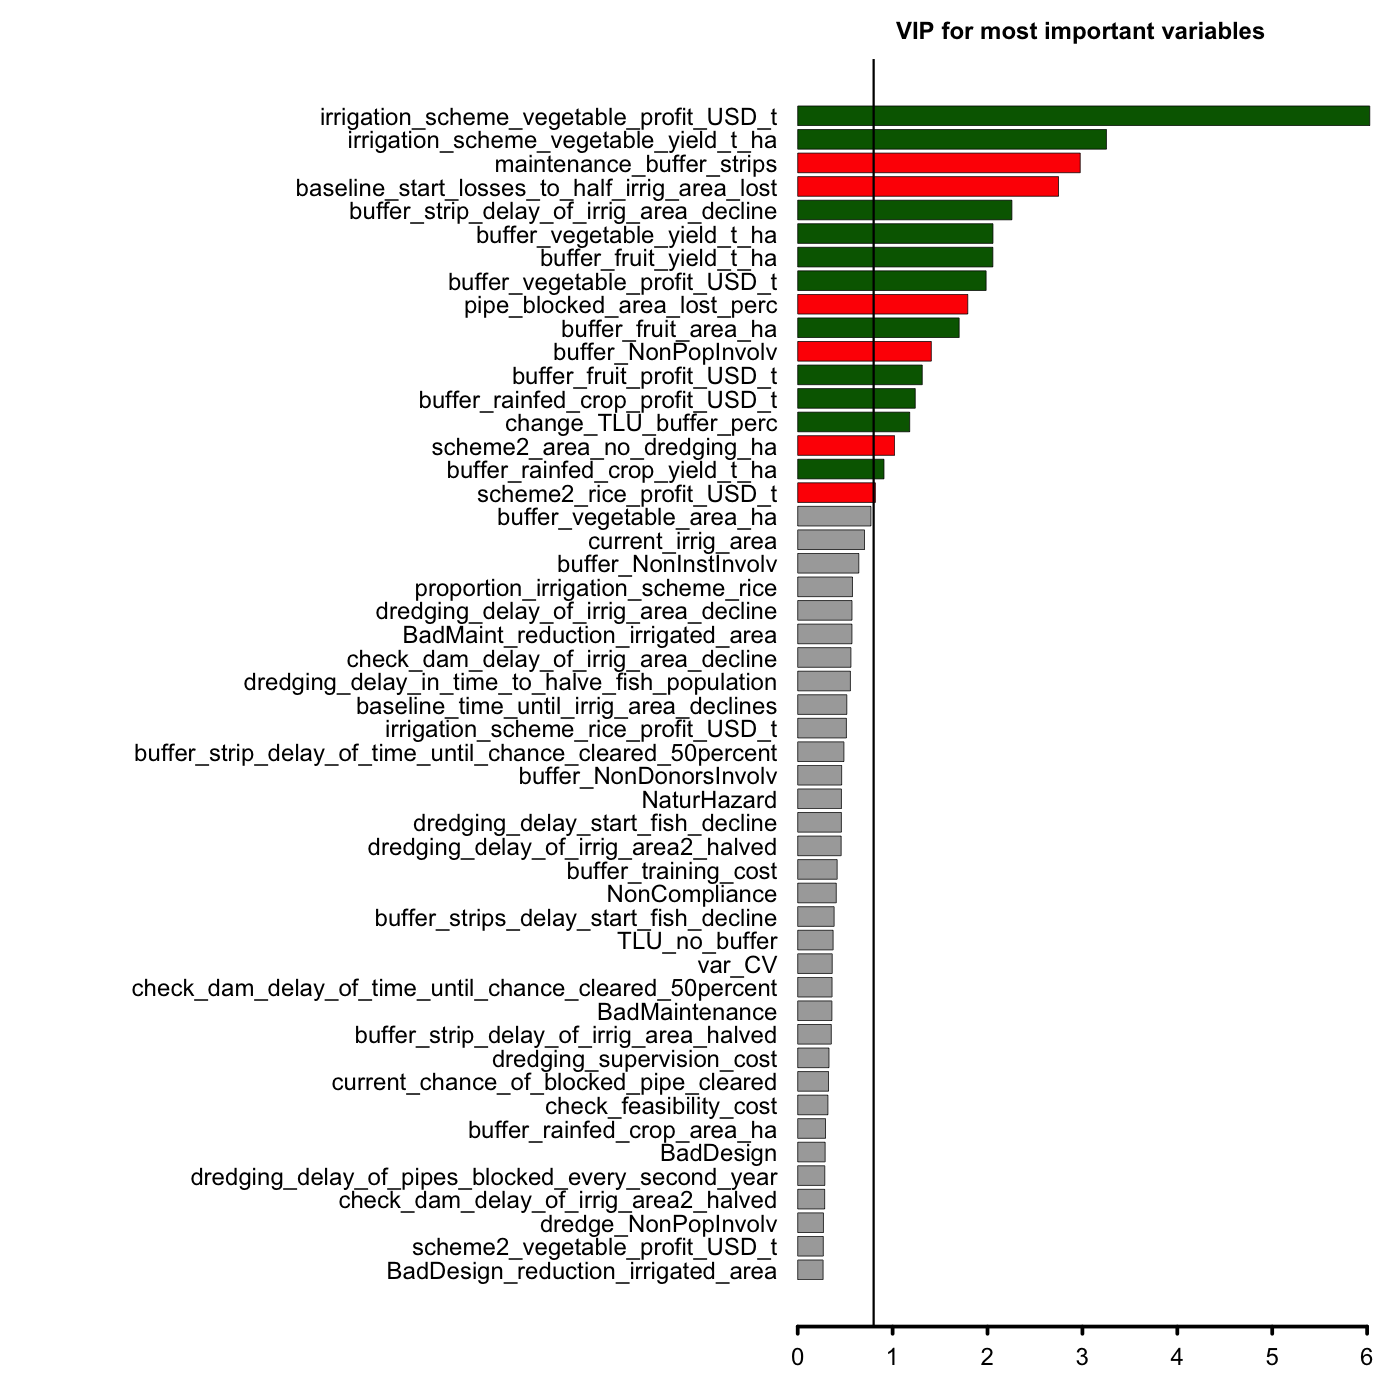 VIP for most important variables
irrigation_scheme_vegetable_profit_USD_t
irrigation_scheme_vegetable_yield_t_ha
maintenance_buffer_strips
baseline_start_losses_to_half_irrig_area_lost
buffer_strip_delay_of_irrig_area_decline
buffer_vegetable_yield_t_ha
buffer_fruit_yield_t_ha
buffer_vegetable_profit_USD_t
pipe_blocked_area_lost_perc
buffer_fruit_area_ha
buffer_NonPopInvolv
buffer_fruit_profit_USD_t
buffer_rainfed_crop_profit_USD_t
change_TLU_buffer_perc
scheme2_area_no_dredging_ha
buffer_rainfed_crop_yield_t_ha
scheme2_rice_profit_USD_t
buffer_vegetable_area_ha
current_irrig_area
buffer_NonInstInvolv
proportion_irrigation_scheme_rice
dredging_delay_of_irrig_area_decline
BadMaint_reduction_irrigated_area
check_dam_delay_of_irrig_area_decline
dredging_delay_in_time_to_halve_fish_population
baseline_time_until_irrig_area_declines
irrigation_scheme_rice_profit_USD_t
buffer_strip_delay_of_time_until_chance_cleared_50percent
buffer_NonDonorsInvolv
NaturHazard
dredging_delay_start_fish_decline
dredging_delay_of_irrig_area2_halved
buffer_training_cost
NonCompliance
buffer_strips_delay_start_fish_decline
TLU_no_buffer
var_CV
check_dam_delay_of_time_until_chance_cleared_50percent
BadMaintenance
buffer_strip_delay_of_irrig_area_halved
dredging_supervision_cost
current_chance_of_blocked_pipe_cleared
check_feasibility_cost
buffer_rainfed_crop_area_ha
BadDesign
dredging_delay_of_pipes_blocked_every_second_year
check_dam_delay_of_irrig_area2_halved
dredge_NonPopInvolv
scheme2_vegetable_profit_USD_t
BadDesign_reduction_irrigated_area
0 1 2 3 4 5 6